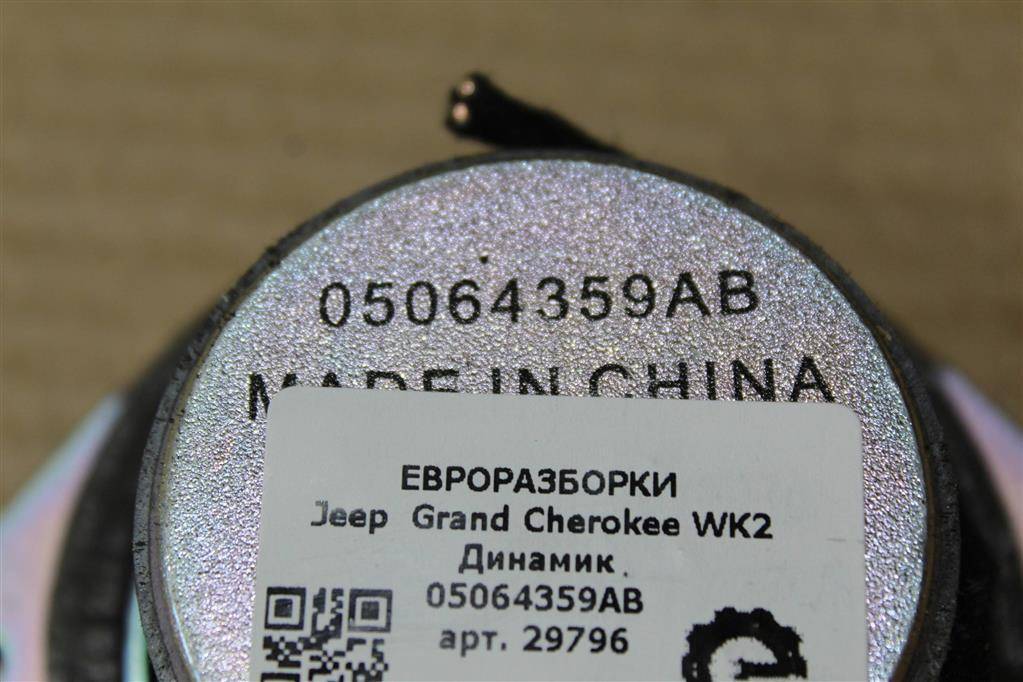 05064359AB
MADE IN CHINA
ЕВРОРАЗБОРКИ
Jeep Grand Cherokee WK2
Динамик
05064359AB
арт. 29796